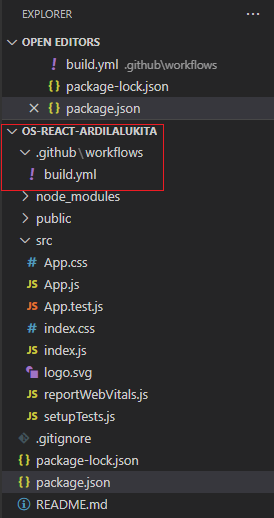 EXPLORER
OPEN EDITORS
! build.yml .github\workflows
{} package-lock.json
{} package.json
OS-REACT-ARDILALUKITA
.github\workflows
! build.yml
node_modules
public
src
# App.css
JS App.js
JS App.test.js
# index.css
JS index.js
logo.svg
JS reportWebVitals.js
JS setupTests.js
.gitignore
{} package-lock.json
{} package.json
README.md